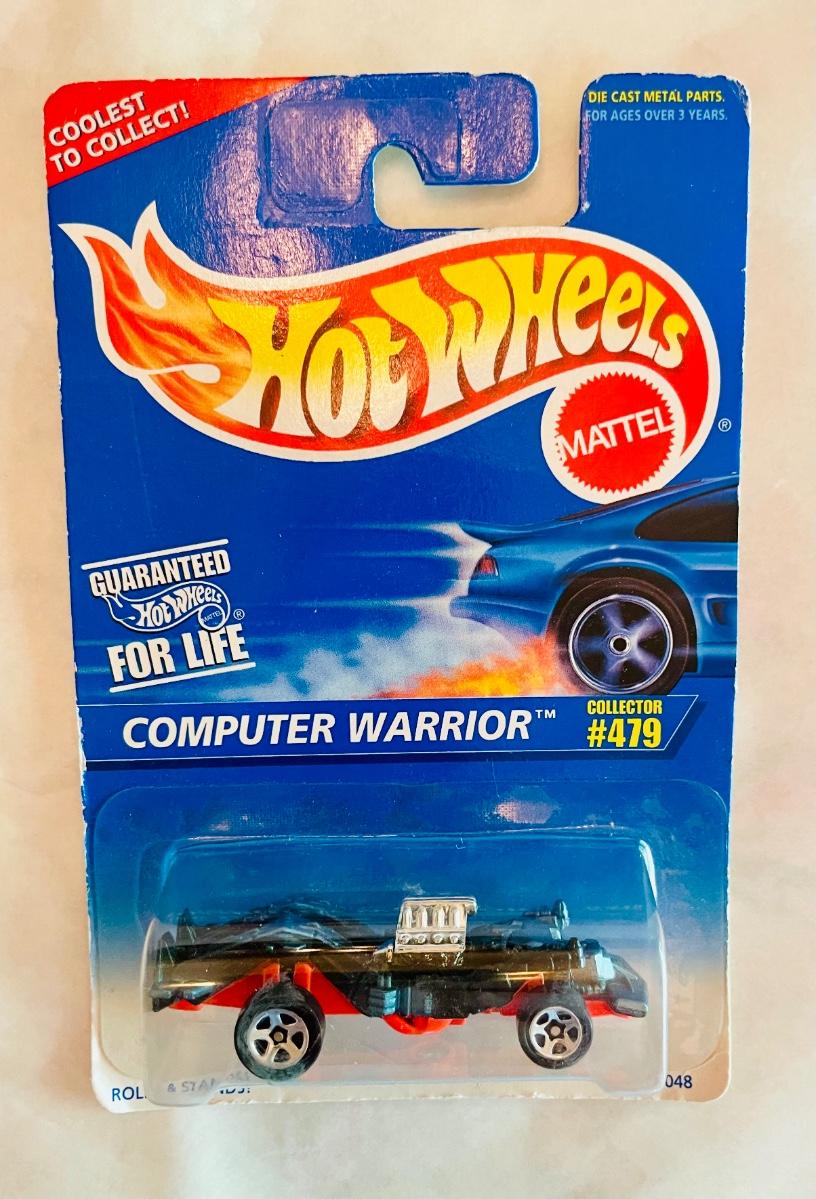 COOLEST
TO COLLECT!
DIE CAST METAL PARTS.
FOR AGES OVER 3 YEARS.
HOT WHEELS
MATTEL
®
GUARANTEED
HOT WHEELS
MATTEL
®
FOR LIFE
COMPUTER WARRIOR™
COLLECTOR
#479
048